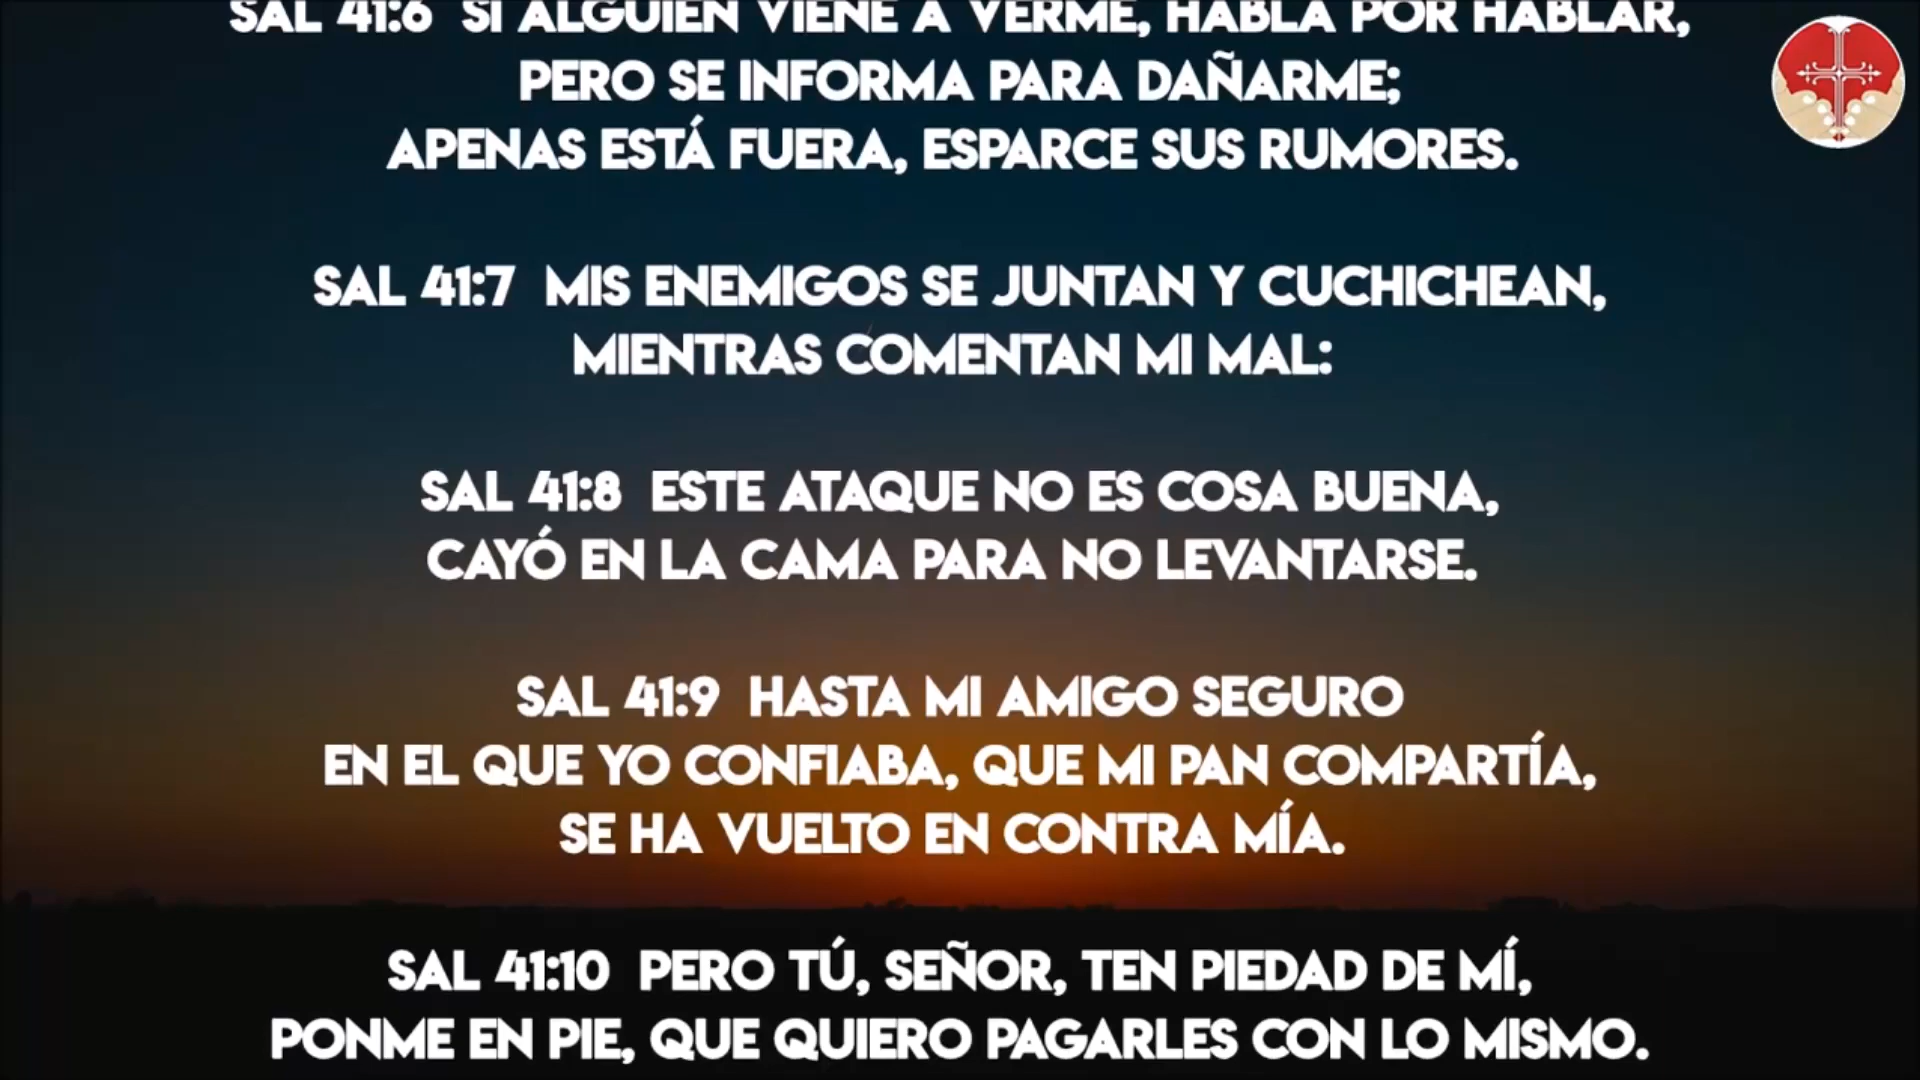 SAL 41:6 SI ALGUIEN VIENE A VERME, HABLA POR HABLAR,
PERO SE INFORMA PARA DAÑARME;
APENAS ESTÁ FUERA, ESPARCE SUS RUMORES.
SAL 41:7 MIS ENEMIGOS SE JUNTAN Y CUCHICHEAN,
MIENTRAS COMENTAN MI MAL:
SAL 41:8 ESTE ATAQUE NO ES COSA BUENA,
CAYÓ EN LA CAMA PARA NO LEVANTARSE.
SAL 41:9 HASTA MI AMIGO SEGURO
EN EL QUE YO CONFIABA, QUE MI PAN COMPARTÍA,
SE HA VUELTO EN CONTRA MÍA.
SAL 41:10 PERO TÚ, SEÑOR, TEN PIEDAD DE MÍ,
PONME EN PIE, QUE QUIERO PAGARLES CON LO MISMO.